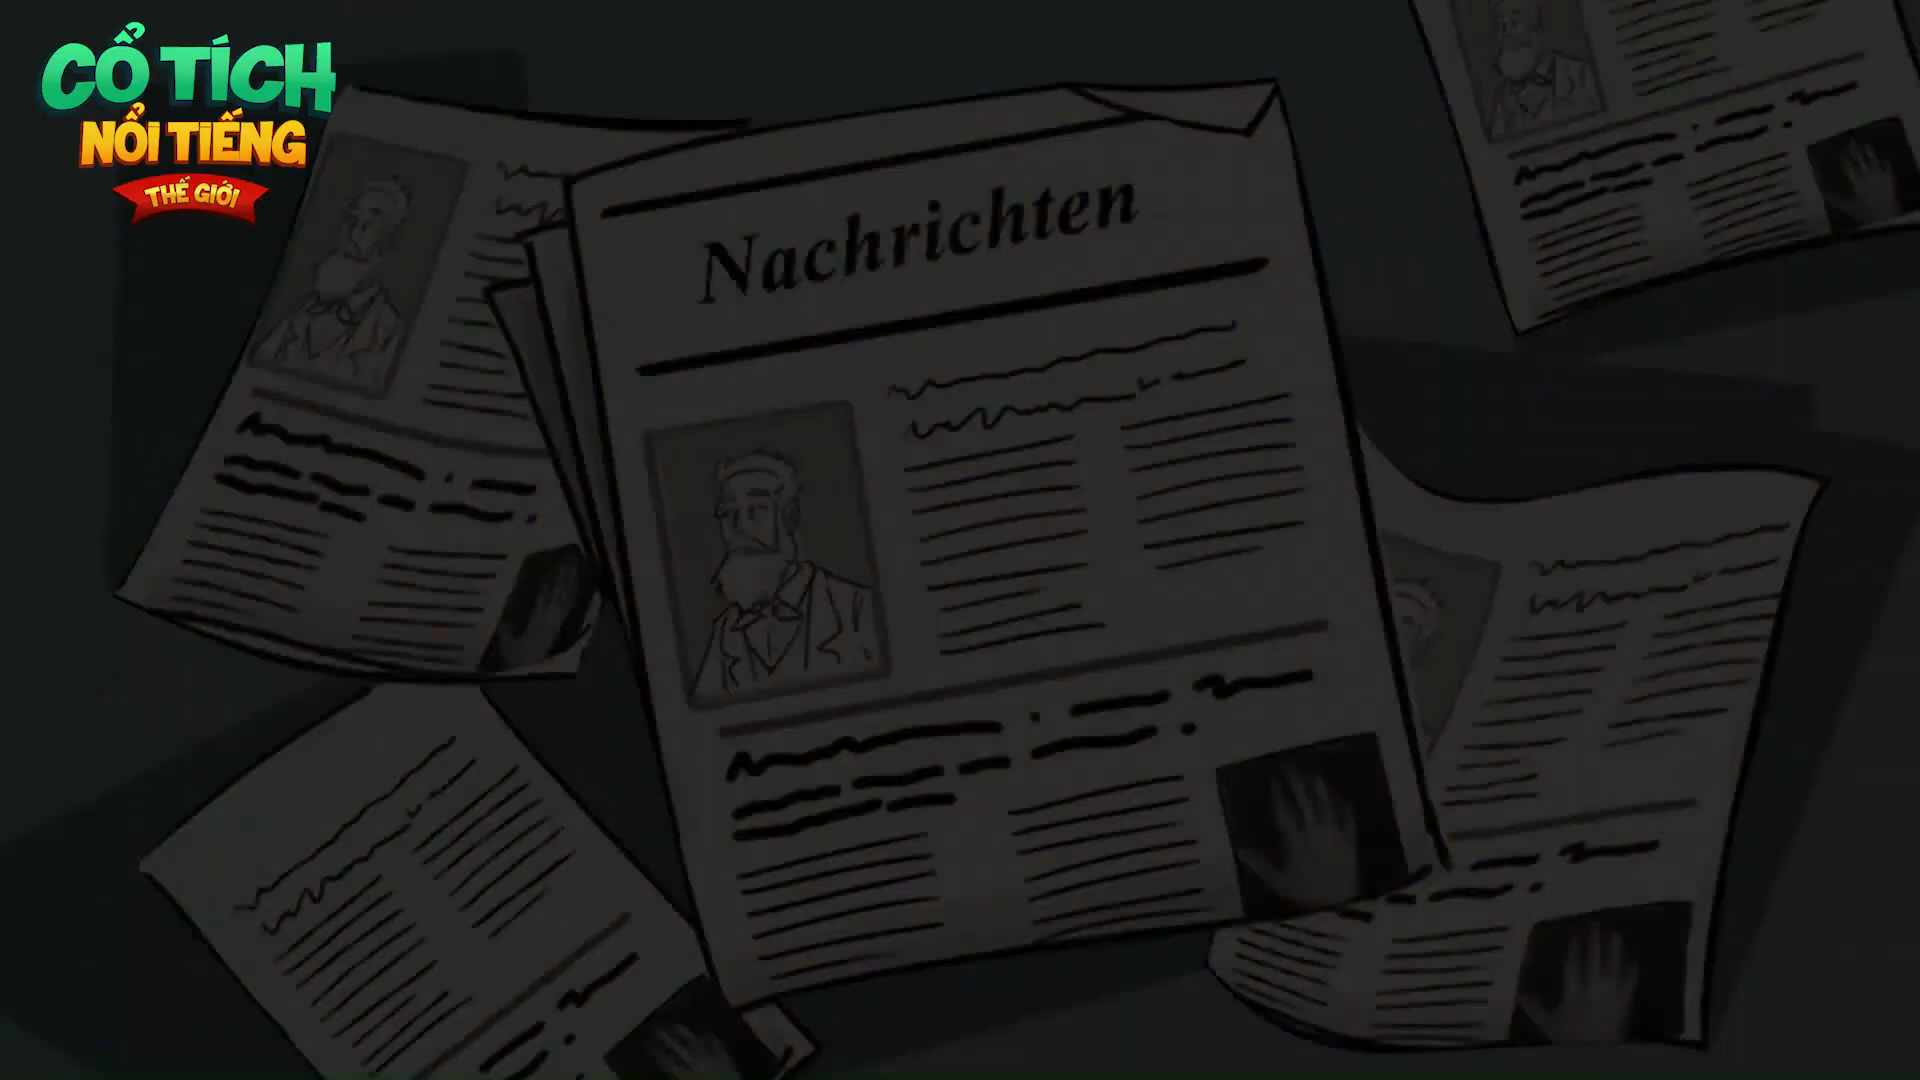 CỔ TÍCH
NỔI TIẾNG
THẾ GIỚI
Nachrichten